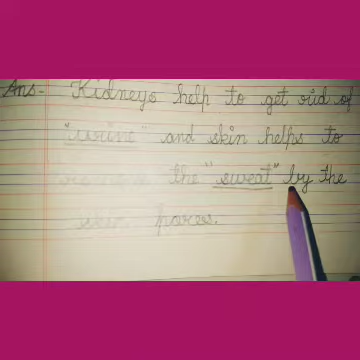 Ans- Kidneys help to get rid of
"urine" and skin helps to
the "sweat" by the
skin pores.